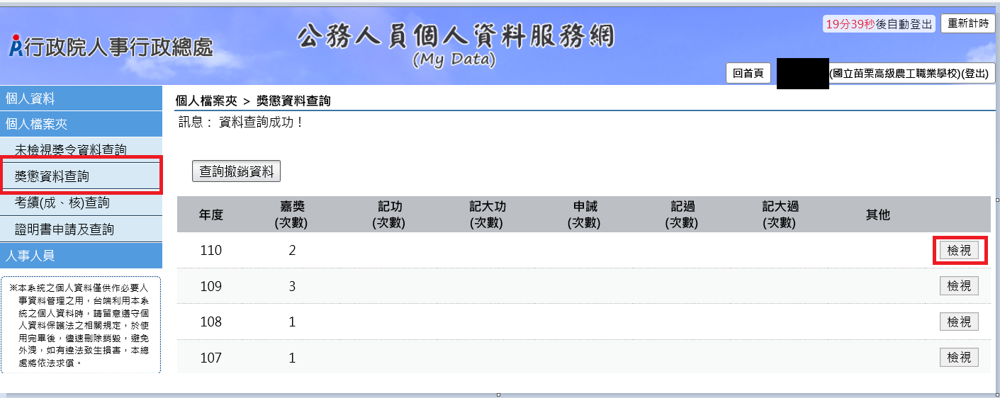 行政院人事行政總處
公務人員個人資料服務網
(My Data)
19分39秒後自動登出 重新計時
回首頁 (國立苗栗高級農工職業學校)(登出)
個人資料
個人檔案夾
未檢視獎令資料查詢
獎懲資料查詢
考績(成、核)查詢
證明書申請及查詢
人事人員
※本系統之個人資料僅供作必要人
事資料管理之用，台端利用本系
統之個人資料時，請留意遵守個
人資料保護法之相關規定，於使
用完畢後，儘速刪除銷毀，避免
外洩，如有違法致生損害，本總
處將依法求償。
個人檔案夾 > 獎懲資料查詢
訊息： 資料查詢成功！
查詢撤銷資料
年度 嘉獎(次數) 記功(次數) 記大功(次數) 申誡(次數) 記過(次數) 記大過(次數) 其他
110 2 檢視
109 3 檢視
108 1 檢視
107 1 檢視